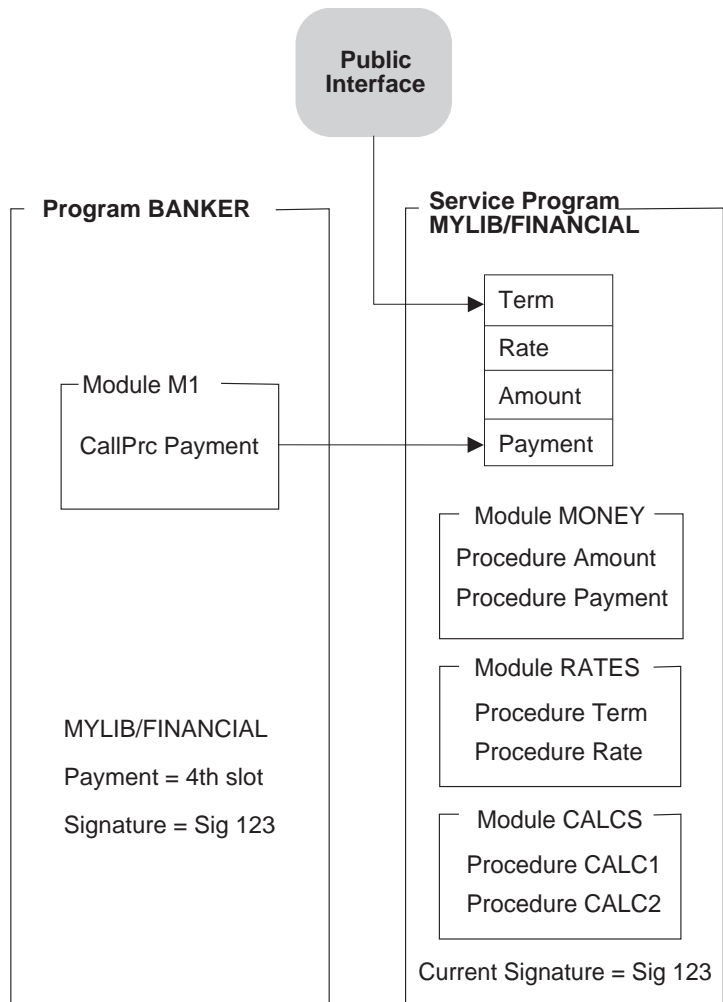 Public
Interface
Program BANKER
Service Program
MYLIB/FINANCIAL
Term
Rate
Amount
Payment
Module M1
CallPrc Payment
Module MONEY
Procedure Amount
Procedure Payment
Module RATES
Procedure Term
Procedure Rate
MYLIB/FINANCIAL
Payment = 4th slot
Signature = Sig 123
Module CALCS
Procedure CALC1
Procedure CALC2
Current Signature = Sig 123